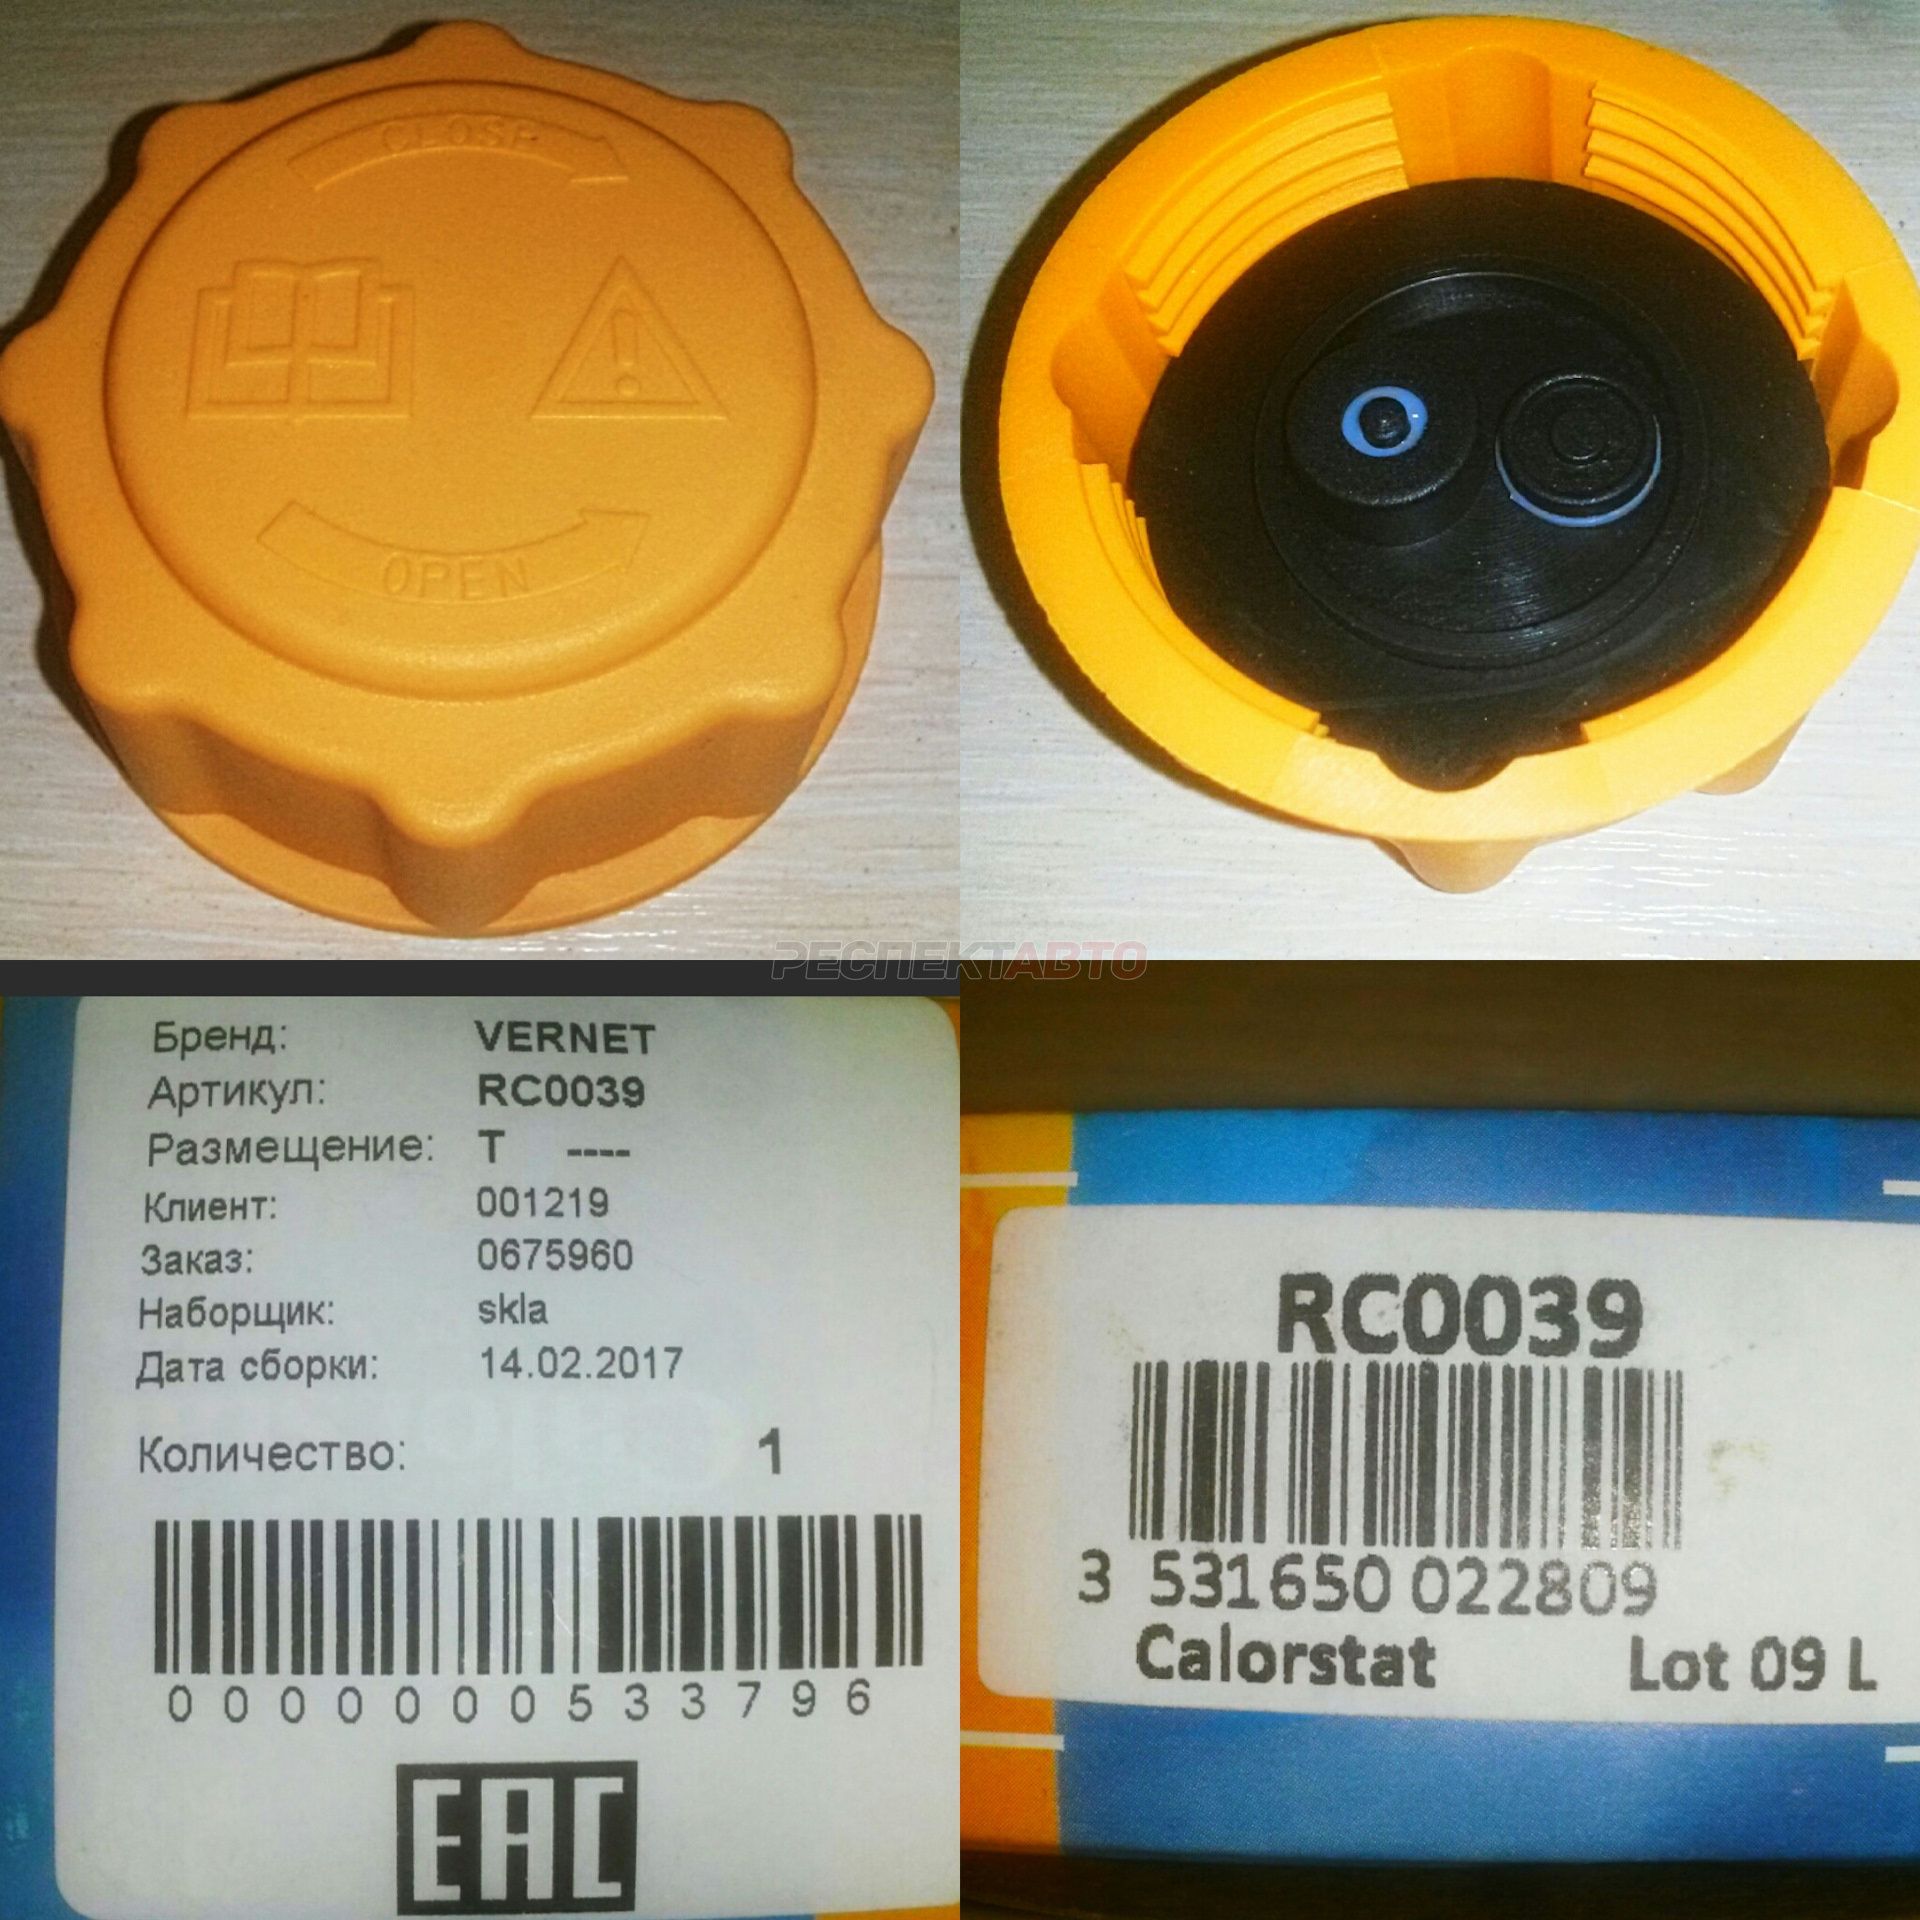 CLOSE
OPEN
РЕСПЕКТАВТО
Бренд: VERNET
Артикул: RC0039
Размещение: T ----
Клиент: 001219
Заказ: 0675960
Наборщик: skla
Дата сборки: 14.02.2017
Количество: 1
0000000533796
EAC
RC0039
3 531650 022809
Calorstat Lot 09 L